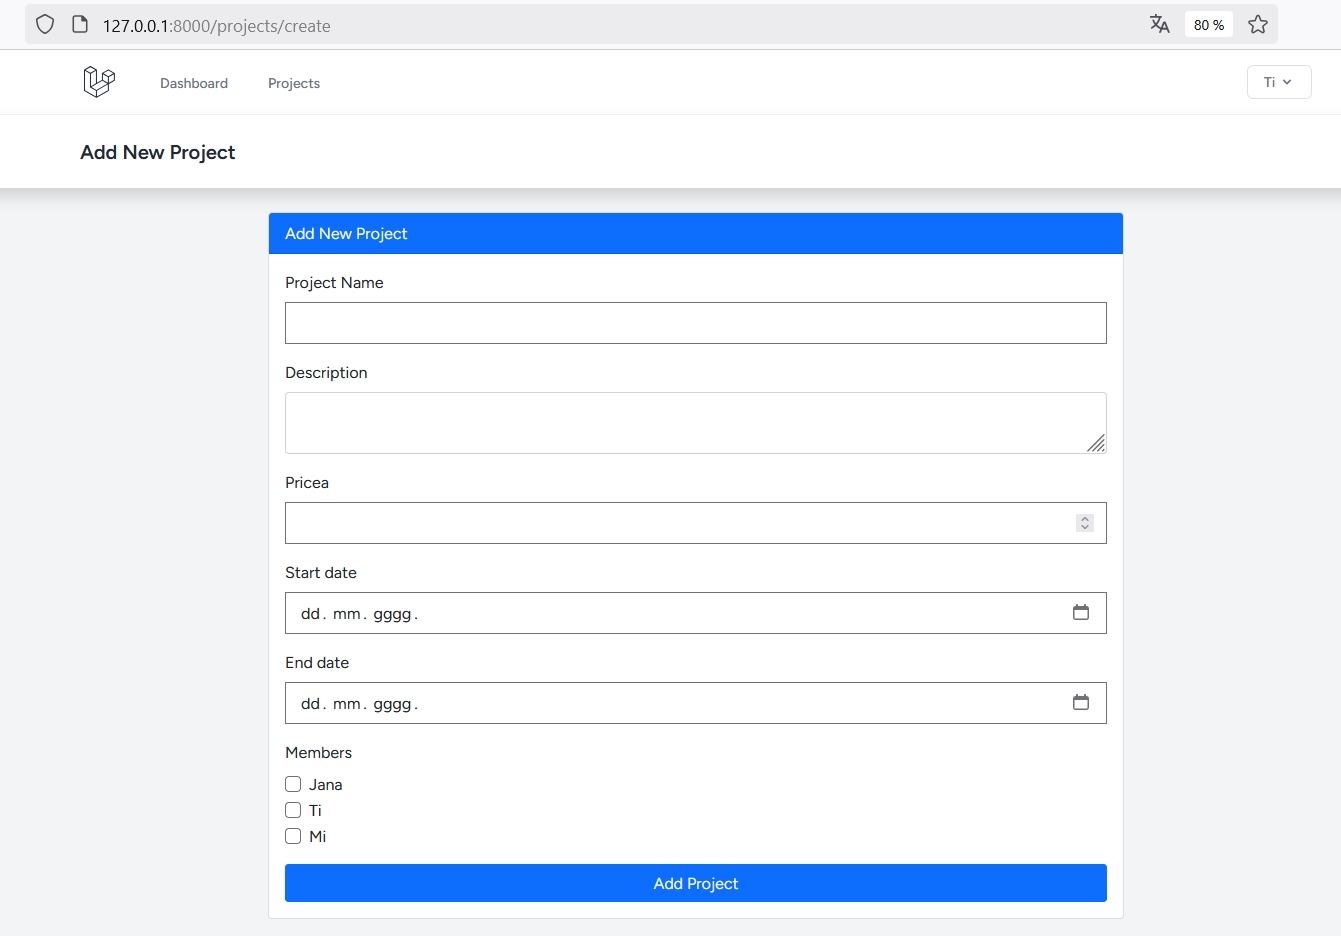 127.0.0.1:8000/projects/create
80 %
Dashboard Projects Ti
Add New Project
Add New Project
Project Name
Description
Pricea
Start date
dd. mm. gggg.
End date
dd. mm. gggg.
Members
Jana
Ti
Mi
Add Project